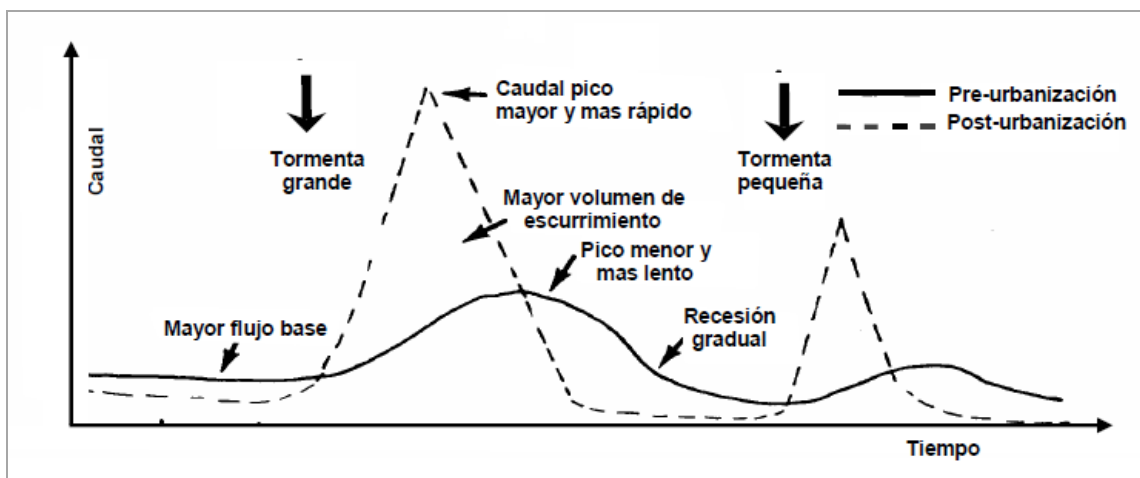 Caudal
Tormenta
grande
Caudal pico
mayor y mas rápido
Mayor volumen de
escurrimiento
Pico menor y
mas lento
Mayor flujo base
Recesión
gradual
Tormenta
pequeña
Pre-urbanización
Post-urbanización
Tiempo